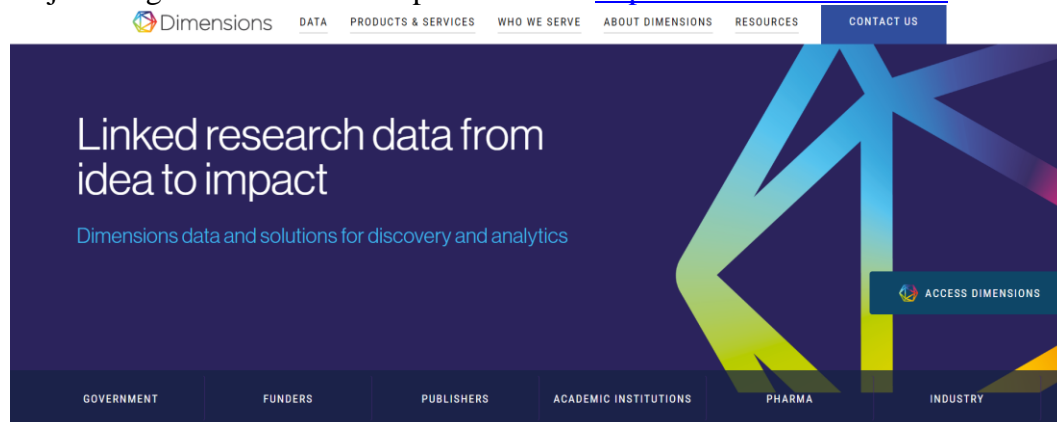 Dimensions DATA PRODUCTS & SERVICES WHO WE SERVE ABOUT DIMENSIONS RESOURCES CONTACT US
Linked research data from
idea to impact
Dimensions data and solutions for discovery and analytics
ACCESS DIMENSIONS
GOVERNMENT FUNDERS PUBLISHERS ACADEMIC INSTITUTIONS PHARMA INDUSTRY